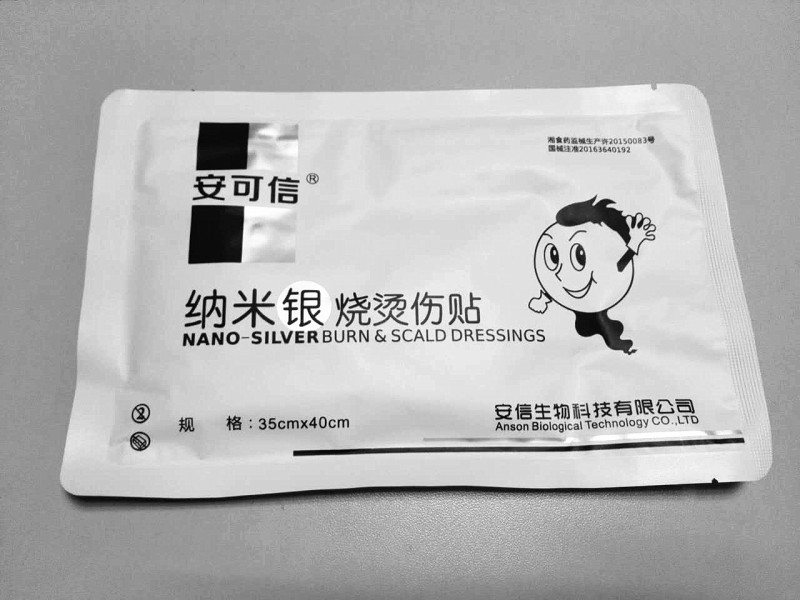 湘食药监械生产许20150083号
国械注准20163640192
安可信®
纳米银烧烫伤贴
NANO-SILVER BURN & SCALD DRESSINGS
规 格：35cmx40cm
安信生物科技有限公司
Anson Biological Technology CO.,LTD